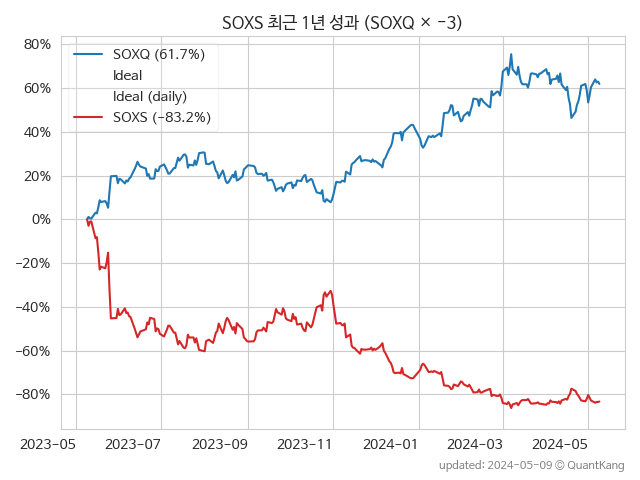 SOXS 최근 1년 성과 (SOXQ × −3)
80%
60%
40%
20%
0%
−20%
−40%
−60%
−80%
SOXQ (61.7%)
Ideal
Ideal (daily)
SOXS (−83.2%)
2023-05 2023-07 2023-09 2023-11 2024-01 2024-03 2024-05
updated: 2024-05-09 © QuantKang